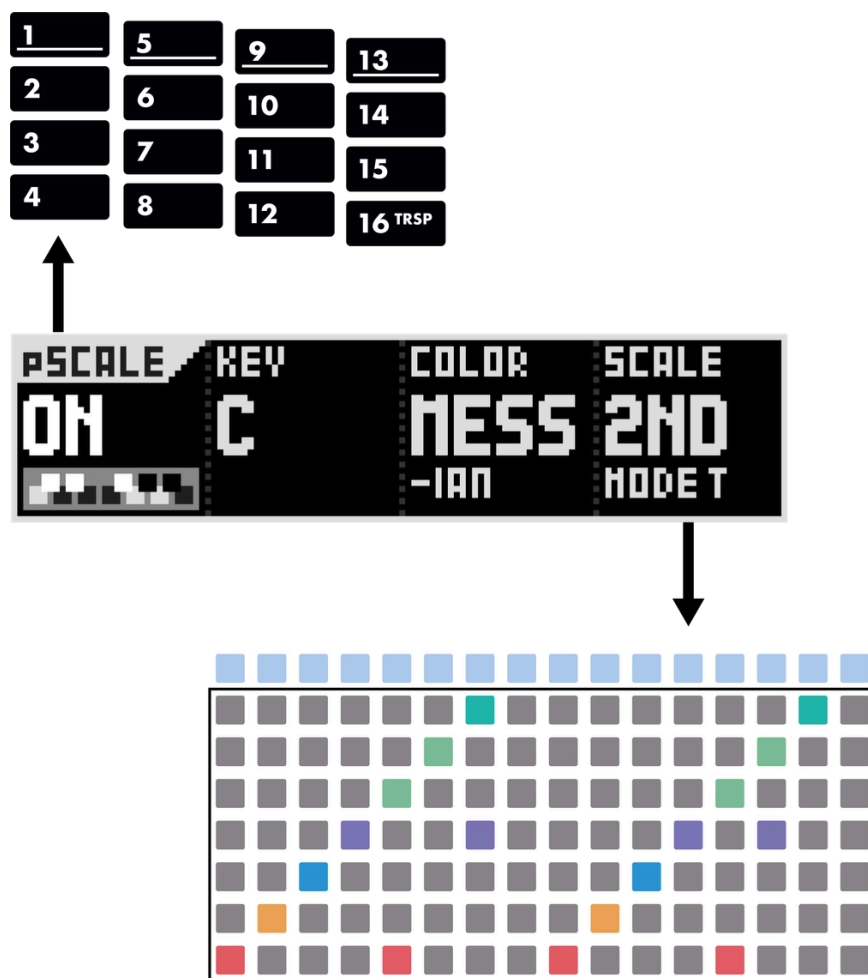 1 5 9 13
2 6 10 14
3 7 11 15
4 8 12 16 TRSP
pSCALE KEY COLOR SCALE
ON C MESS 2ND
-IAN MODE T